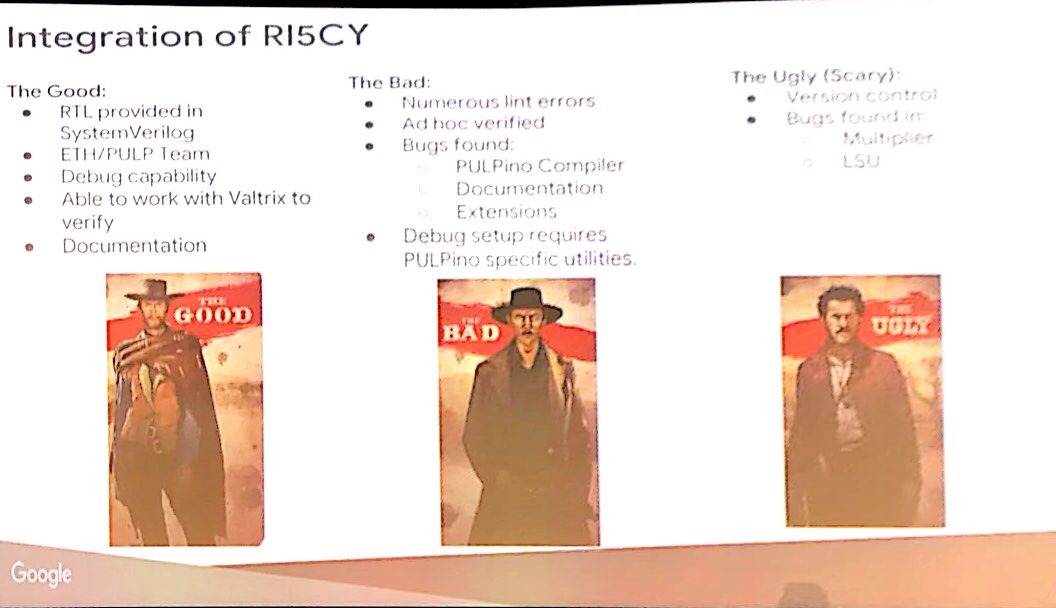 Integration of RI5CY
The Good:
RTL provided in
SystemVerilog
ETH/PULP Team
Debug capability
Able to work with Valtrix to
verify
Documentation
The Bad:
Numerous lint errors
Ad hoc verified
Bugs found:
PULPino Compiler
Documentation
Extensions
Debug setup requires
PULPino specific utilities.
The Ugly (Scary):
Version control
Bugs found in:
Multiplier
LSU
THE
GOOD
THE
BAD
THE
UGLY
Google